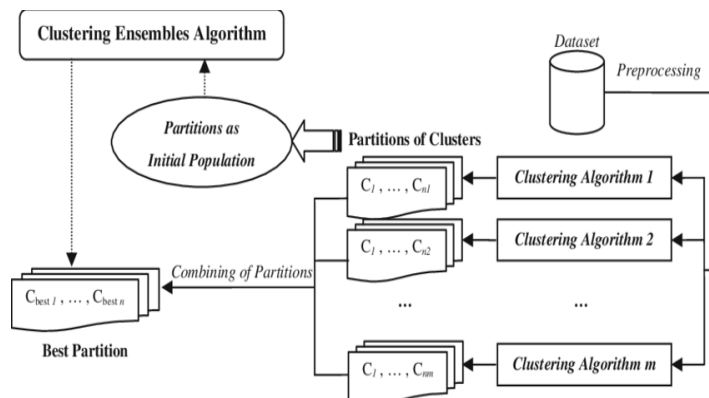 Clustering Ensembles Algorithm
Dataset
Preprocessing
Partitions as
Initial Population
Partitions of Clusters
C1 , … , Cn1
Clustering Algorithm 1
C1 , … , Cn2
Clustering Algorithm 2
Combining of Partitions
Cbest 1 , … , Cbest n
...
...
Best Partition
C1 , … , Cnm
Clustering Algorithm m